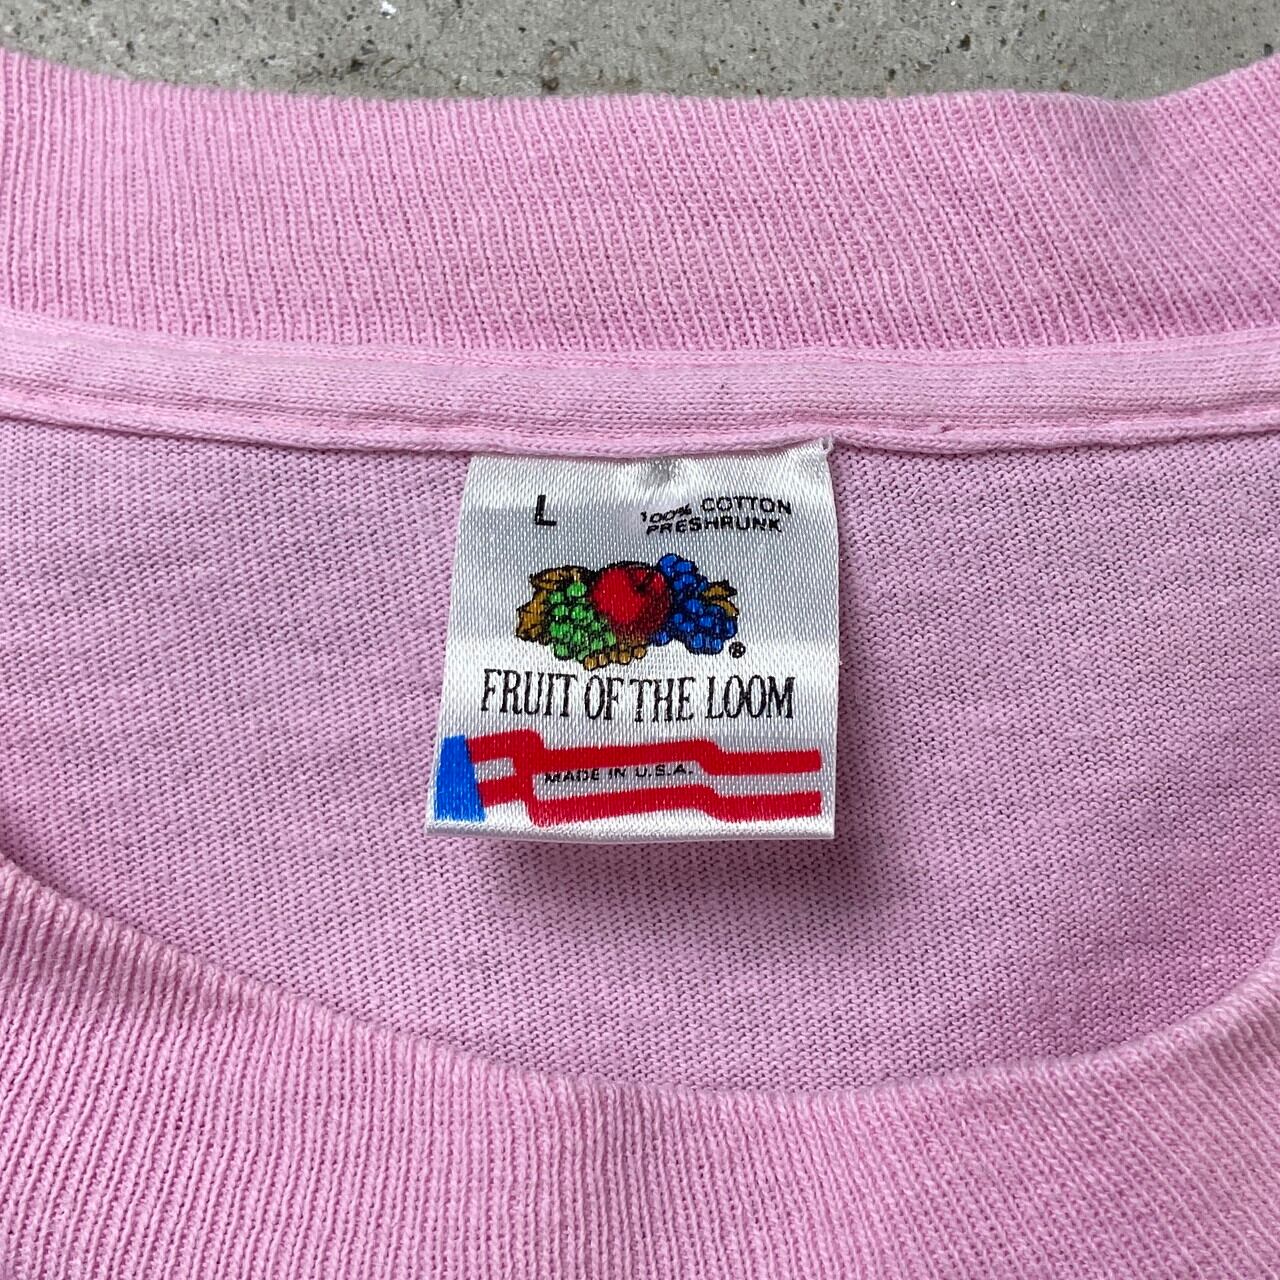 L
100% COTTON
PRESHRUNK
®
FRUIT OF THE LOOM
MADE IN U.S.A.